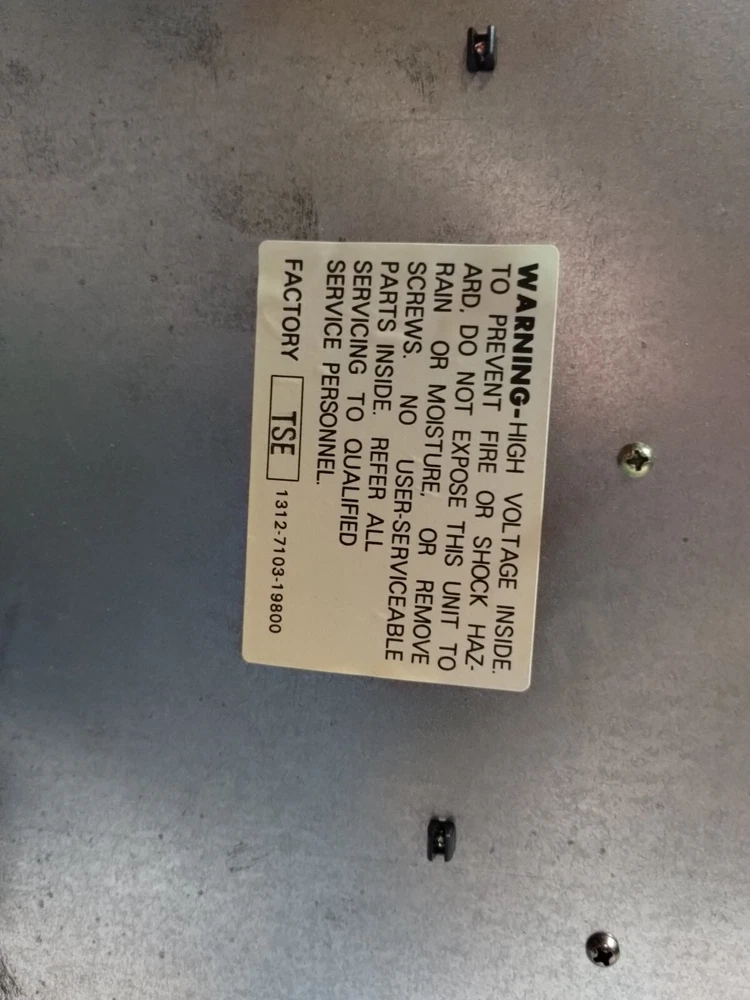 WARNING-HIGH VOLTAGE INSIDE.
TO PREVENT FIRE OR SHOCK HAZ-
ARD, DO NOT EXPOSE THIS UNIT TO
RAIN OR MOISTURE, OR REMOVE
SCREWS. NO USER-SERVICEABLE
PARTS INSIDE. REFER ALL
SERVICING TO QUALIFIED
SERVICE PERSONNEL.
FACTORY TSE 1312-7103-19800